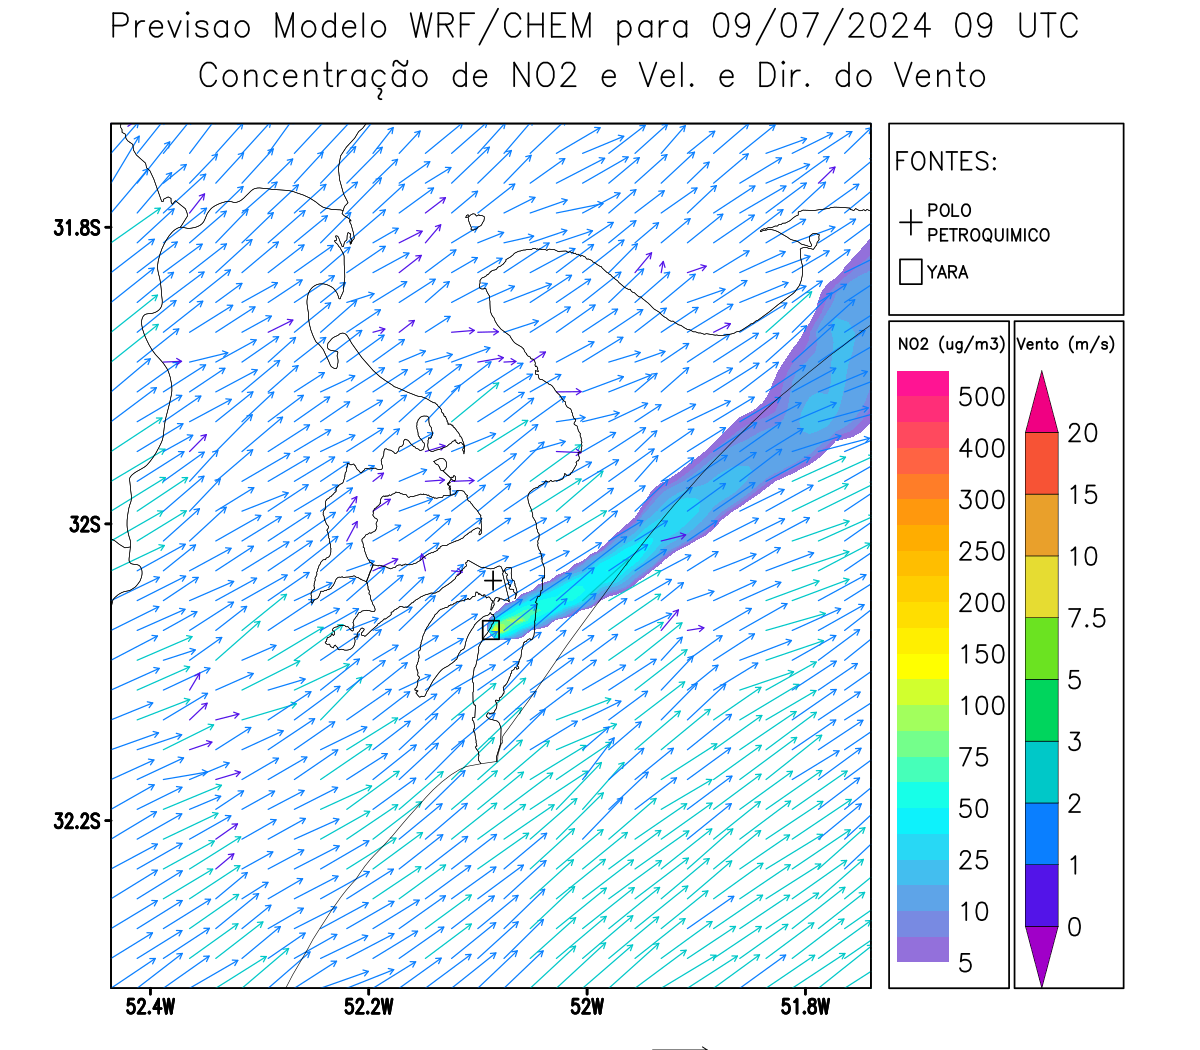 Previsao Modelo WRF/CHEM para 09/07/2024 09 UTC
Concentração de NO2 e Vel. e Dir. do Vento
FONTES:
POLO
PETROQUIMICO
YARA
31.8S
32S
32.2S
52.4W
52.2W
52W
51.8W
NO2 (ug/m3)
500
400
300
250
200
150
100
75
50
25
10
5
Vento (m/s)
20
15
10
7.5
5
3
2
1
0